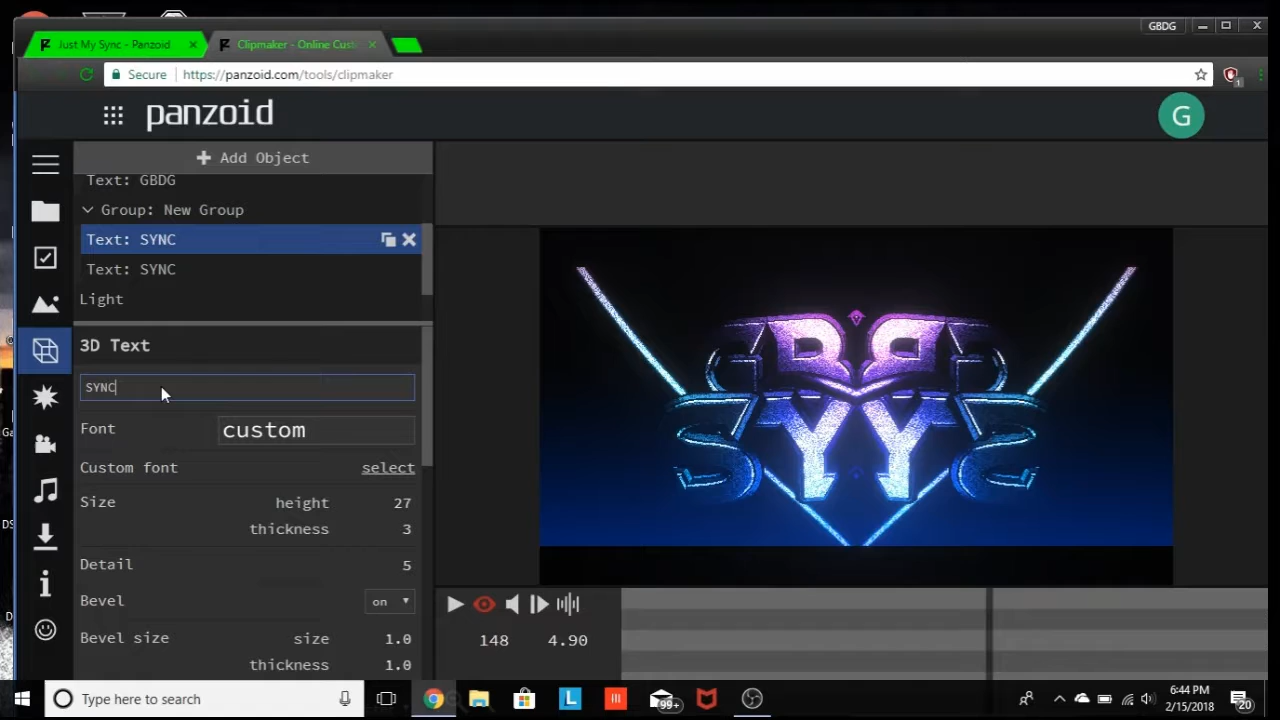 GBDG
Just My Sync - Panzoid
Clipmaker - Online Cust
Secure
https://panzoid.com/tools/clipmaker
1
panzoid
G
Add Object
Text: GBDG
Group: New Group
Text: SYNC
Text: SYNC
Light
3D Text
SYNC
Font
custom
Custom font
select
Size
height
27
thickness
3
Detail
5
Bevel
on
Bevel size
size
1.0
thickness
1.0
148
4.90
Type here to search
L
99+
6:44 PM
2/15/2018
20